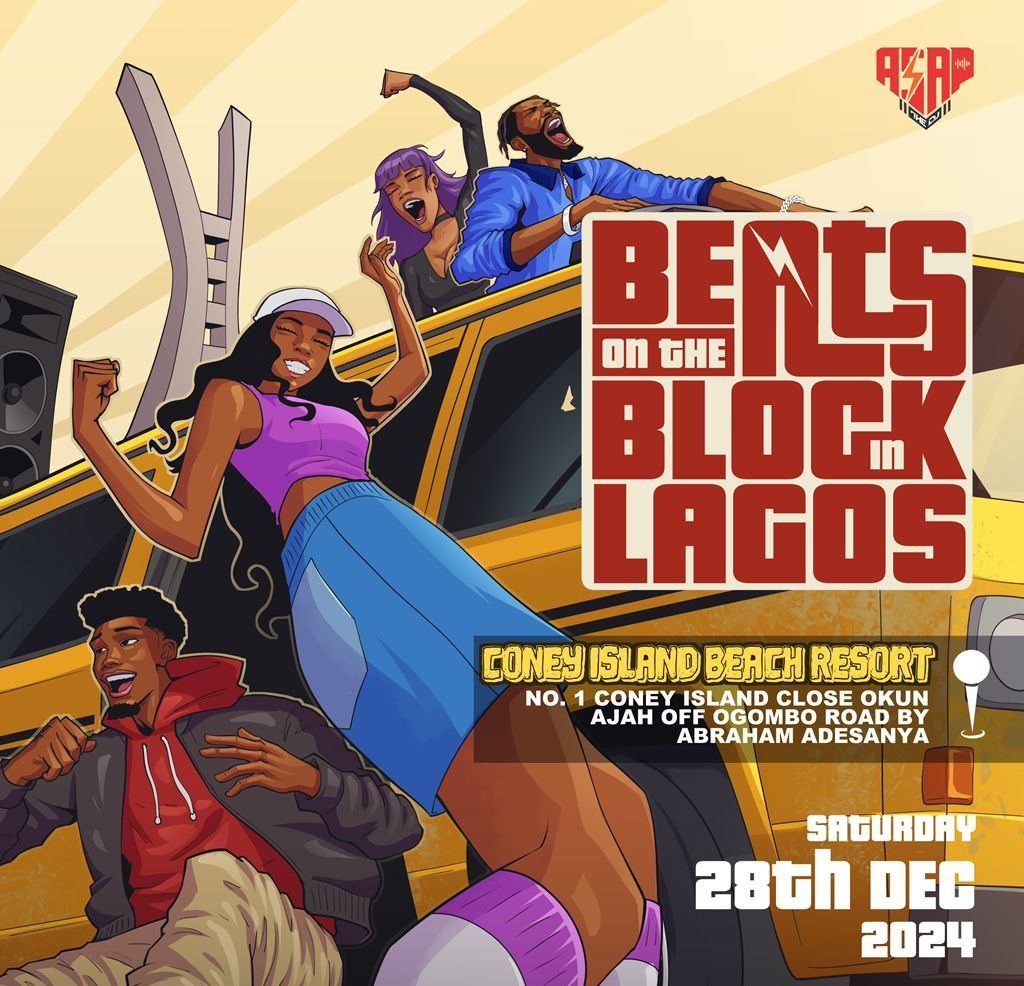 ASAP
THE DJ
BEATS
ON THE
BLOCK in
LAGOS
CONEY ISLAND BEACH RESORT
NO. 1 CONEY ISLAND CLOSE OKUN
AJAH OFF OGOMBO ROAD BY
ABRAHAM ADESANYA
SATURDAY
28th DEC
2024